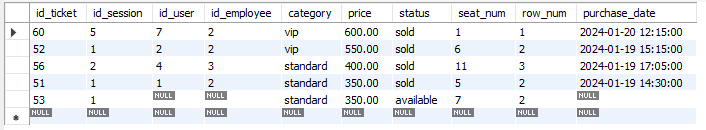 id_ticket id_session id_user id_employee category price status seat_num row_num purchase_date
60 5 7 2 vip 600.00 sold 1 1 2024-01-20 12:15:00
52 1 2 2 vip 550.00 sold 6 2 2024-01-19 15:15:00
56 2 4 3 standard 400.00 sold 11 3 2024-01-19 17:05:00
51 1 1 2 standard 350.00 sold 5 2 2024-01-19 14:30:00
53 1 NULL NULL standard 350.00 available 7 2 NULL
NULL NULL NULL NULL NULL NULL NULL NULL NULL NULL